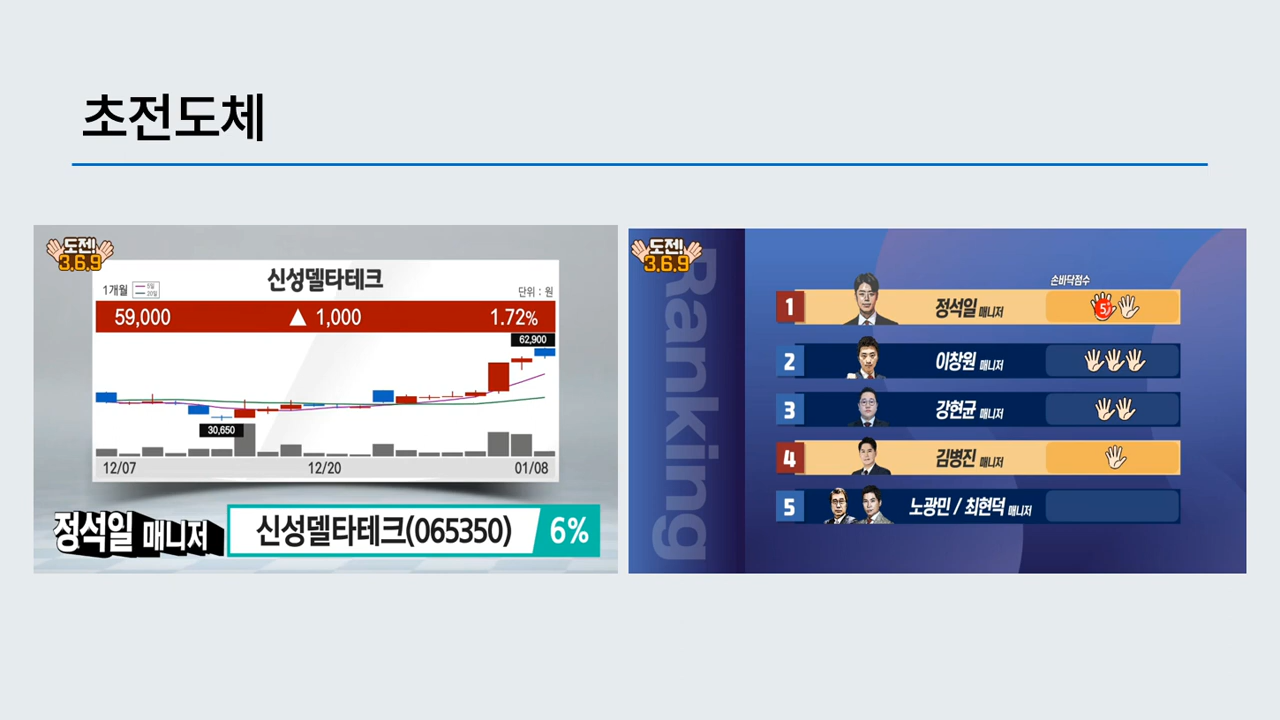 초전도체
도전!
3.6.9
신성델타테크
1개월
5일
20일
단위 : 원
59,000 ▲ 1,000 1.72%
62,900
30,650
12/07 12/20 01/08
정석일 매니저 신성델타테크(065350) 6%
도전!
3.6.9
Ranking
손바닥점수
1 정석일 매니저 5
2 이창원 매니저
3 강현균 매니저
4 김병진 매니저
5 노광민 / 최현덕 매니저